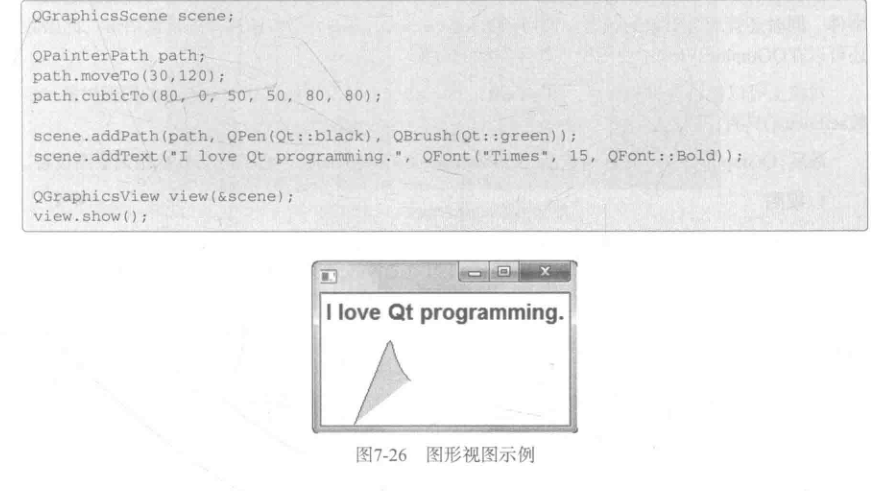 QGraphicsScene scene;
QPainterPath path;
path.moveTo(30,120);
path.cubicTo(80, 0, 50, 50, 80, 80);
scene.addPath(path, QPen(Qt::black), QBrush(Qt::green));
scene.addText("I love Qt programming.", QFont("Times", 15, QFont::Bold));
QGraphicsView view(&scene);
view.show();
I love Qt programming.
图7-26 图形视图示例